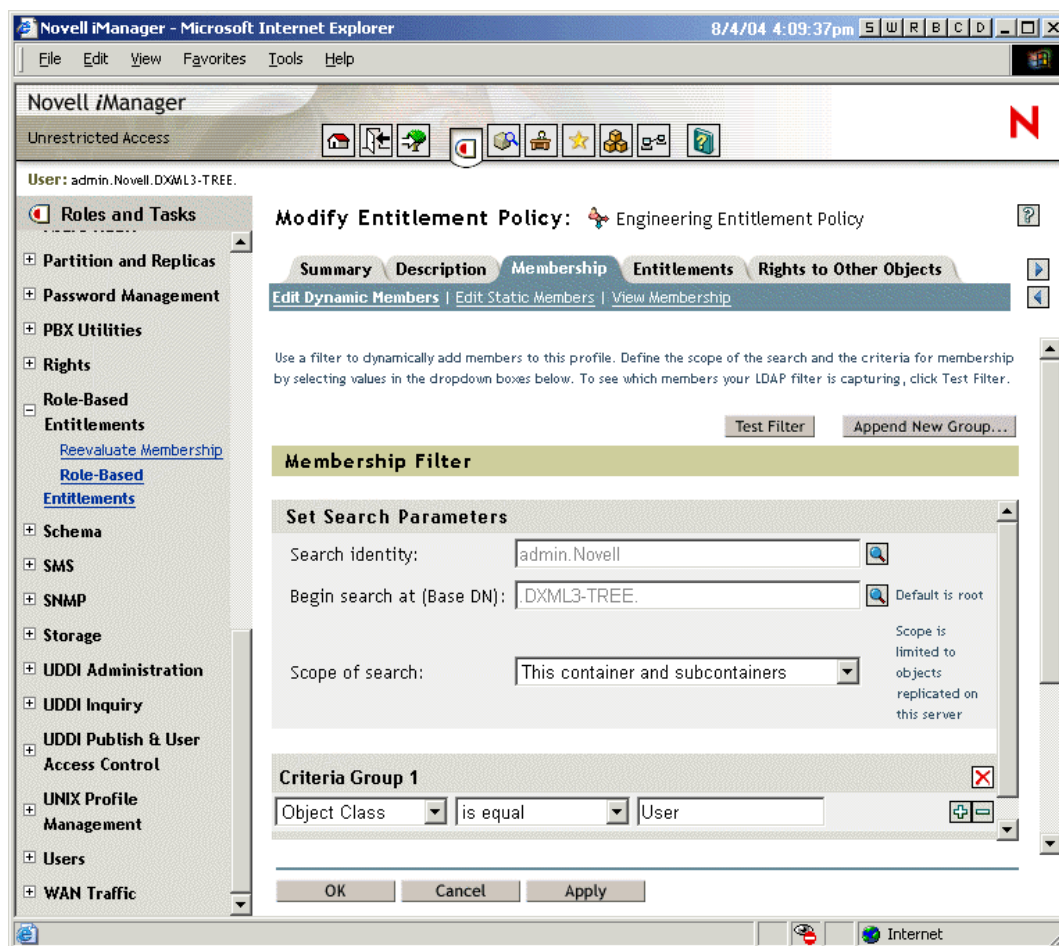 Novell iManager - Microsoft Internet Explorer
8/4/04 4:09:37pm S W R B C D
File Edit View Favorites Tools Help
Novell iManager
Unrestricted Access
N
User: admin.Novell.DXML3-TREE.
Roles and Tasks
Partition and Replicas
Password Management
PBX Utilities
Rights
Role-Based
Entitlements
Reevaluate Membership
Role-Based
Entitlements
Schema
SMS
SNMP
Storage
UDDI Administration
UDDI Inquiry
UDDI Publish & User
Access Control
UNIX Profile
Management
Users
WAN Traffic
Modify Entitlement Policy: Engineering Entitlement Policy
Summary Description Membership Entitlements Rights to Other Objects
Edit Dynamic Members | Edit Static Members | View Membership
Use a filter to dynamically add members to this profile. Define the scope of the search and the criteria for membership
by selecting values in the dropdown boxes below. To see which members your LDAP filter is capturing, click Test Filter.
Test Filter Append New Group...
Membership Filter
Set Search Parameters
Search identity: admin.Novell
Begin search at (Base DN): .DXML3-TREE. Default is root
Scope of search: This container and subcontainers
Scope is
limited to
objects
replicated on
this server
Criteria Group 1
Object Class is equal User
OK Cancel Apply
Internet